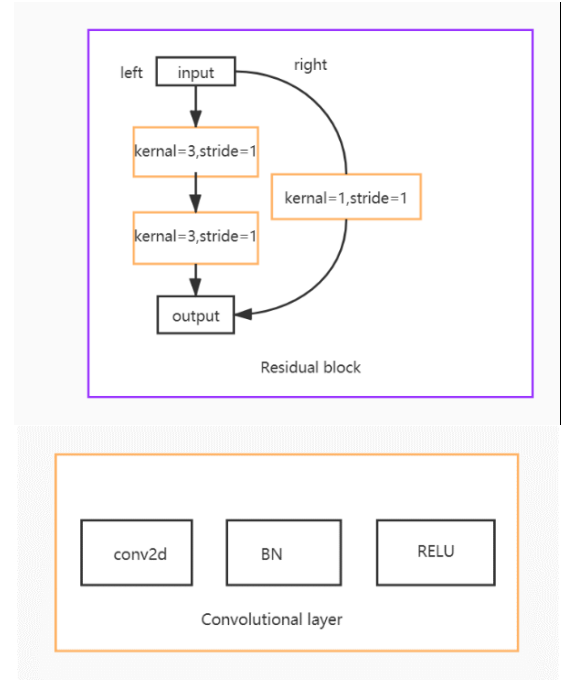 left
input
right
kernal=3,stride=1
kernal=1,stride=1
kernal=3,stride=1
output
Residual block
conv2d
BN
RELU
Convolutional layer